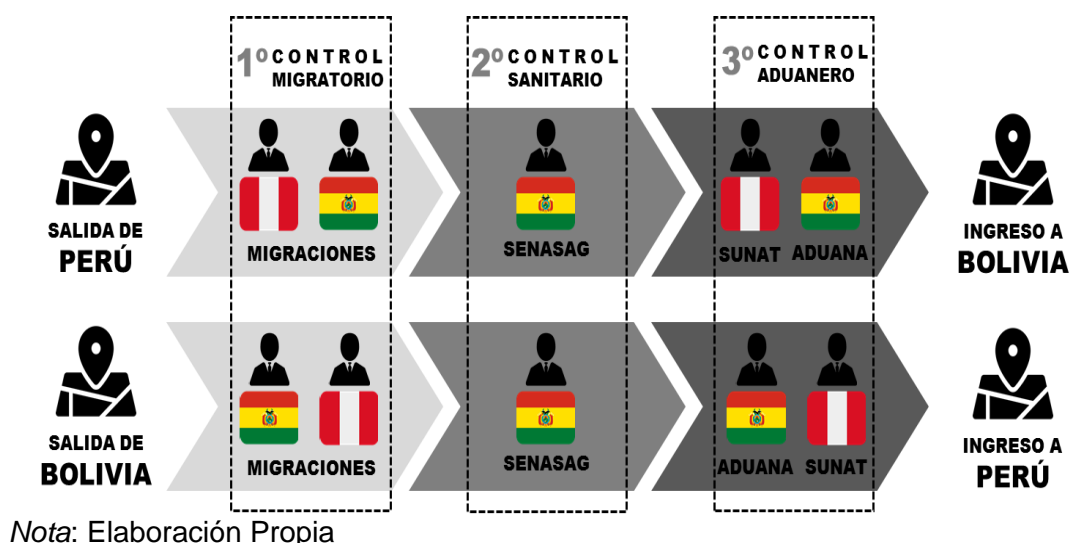 1º CONTROL
MIGRATORIO
2º CONTROL
SANITARIO
3º CONTROL
ADUANERO
SALIDA DE
PERÚ
MIGRACIONES
SENASAG
SUNAT ADUANA
INGRESO A
BOLIVIA
SALIDA DE
BOLIVIA
MIGRACIONES
SENASAG
ADUANA SUNAT
INGRESO A
PERÚ
Nota: Elaboración Propia